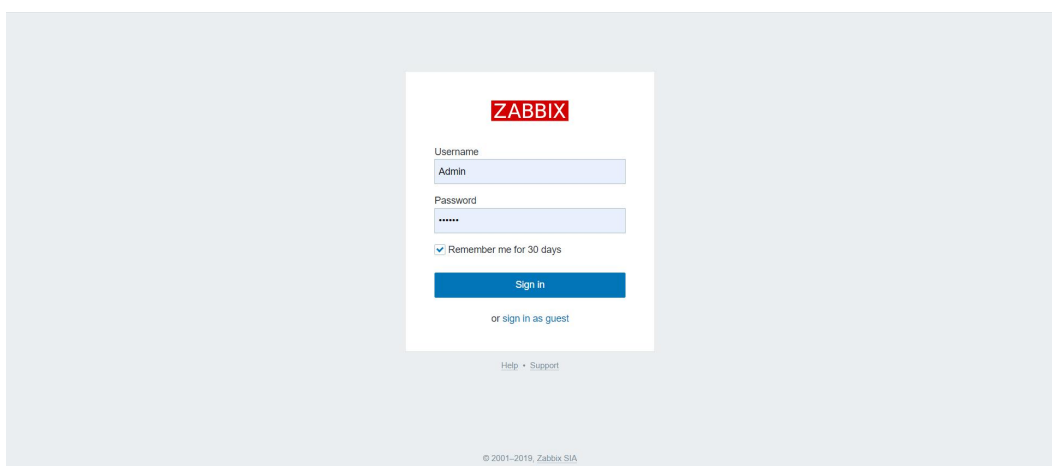 ZABBIX
Username
Admin
Password
••••••
Remember me for 30 days
Sign in
or sign in as guest
Help • Support
© 2001–2019, Zabbix SIA